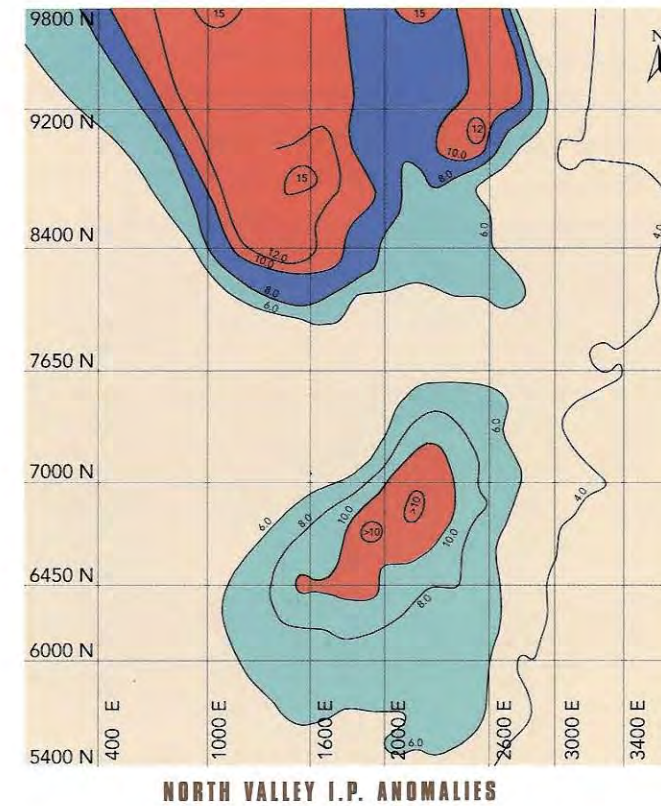 9800 N
15
15
N
9200 N
12
10.0
8.0
15
6.0
4.0
8400 N
12.0
10.0
8.0
6.0
7650 N
6.0
7000 N
4.0
6.0
8.0
10.0
>10
>10
10.0
6450 N
8.0
6000 N
6.0
5400 N
400 E
1000 E
1600 E
2000 E
2600 E
3000 E
3400 E
NORTH VALLEY I.P. ANOMALIES